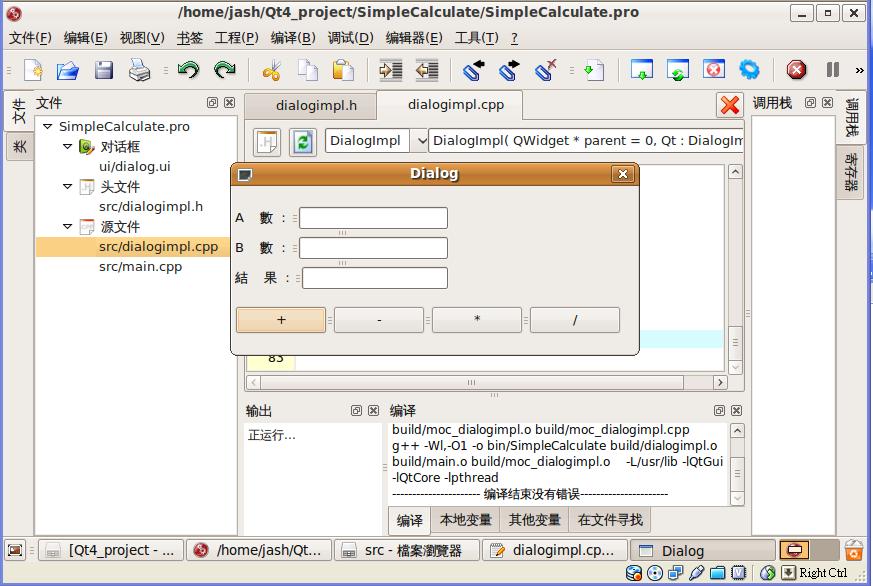 /home/jash/Qt4_project/SimpleCalculate/SimpleCalculate.pro
文件(F) 编辑(E) 视图(V) 书签 工程(P) 编译(B) 调试(D) 编辑器(E) 工具(T) ?
»
文件
类
文件
SimpleCalculate.pro
对话框
ui/dialog.ui
头文件
src/dialogimpl.h
源文件
src/dialogimpl.cpp
src/main.cpp
dialogimpl.h dialogimpl.cpp
DialogImpl DialogImpl( QWidget * parent = 0, Qt : DialogIm
调用栈
调用栈
寄存器
Dialog
A 數 :
B 數 :
結 果 :
+ - * /
83
输出
正运行...
编译
build/moc_dialogimpl.o build/moc_dialogimpl.cpp
g++ -Wl,-O1 -o bin/SimpleCalculate build/dialogimpl.o
build/main.o build/moc_dialogimpl.o -L/usr/lib -lQtGui
-lQtCore -lpthread
--------------------- 编译结束没有错误---------------------
编译 本地变量 其他变量 在文件寻找
[Qt4_project - ... /home/jash/Qt... src - 檔案瀏覽器 dialogimpl.cp... Dialog
Right Ctrl